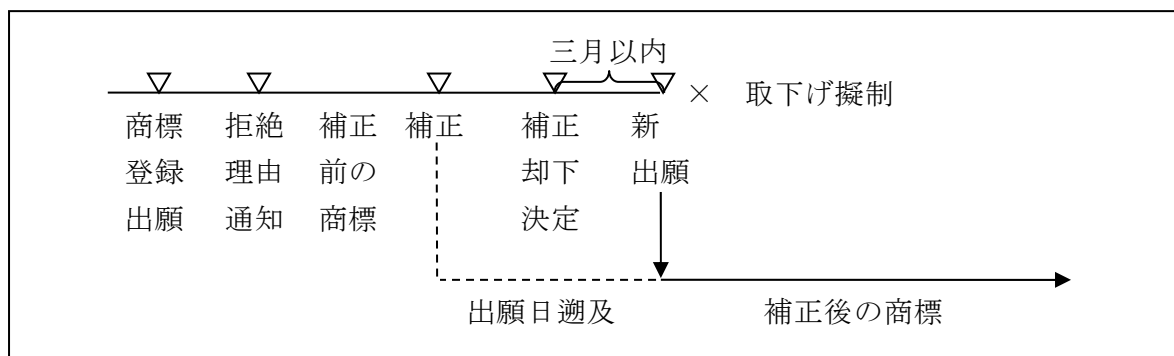 三月以内
× 取下げ擬制
商標 拒絶 補正 補正 補正 新
登録 理由 前の 却下 出願
出願 通知 商標 決定
出願日遡及 補正後の商標